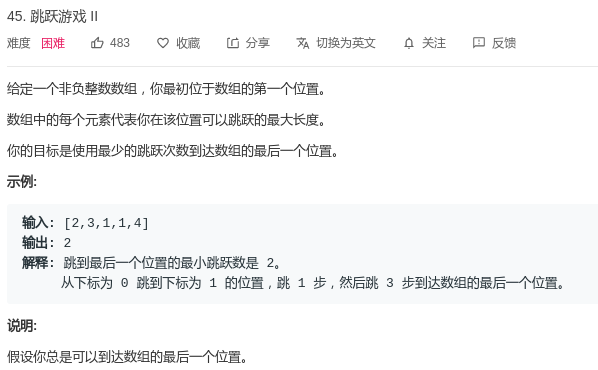 45. 跳跃游戏 II
难度 困难 483 收藏 分享 切换为英文 关注 反馈
给定一个非负整数数组，你最初位于数组的第一个位置。
数组中的每个元素代表你在该位置可以跳跃的最大长度。
你的目标是使用最少的跳跃次数到达数组的最后一个位置。
示例:
输入: [2,3,1,1,4]
输出: 2
解释: 跳到最后一个位置的最小跳跃数是 2。
从下标为 0 跳到下标为 1 的位置，跳 1 步，然后跳 3 步到达数组的最后一个位置。
说明:
假设你总是可以到达数组的最后一个位置。